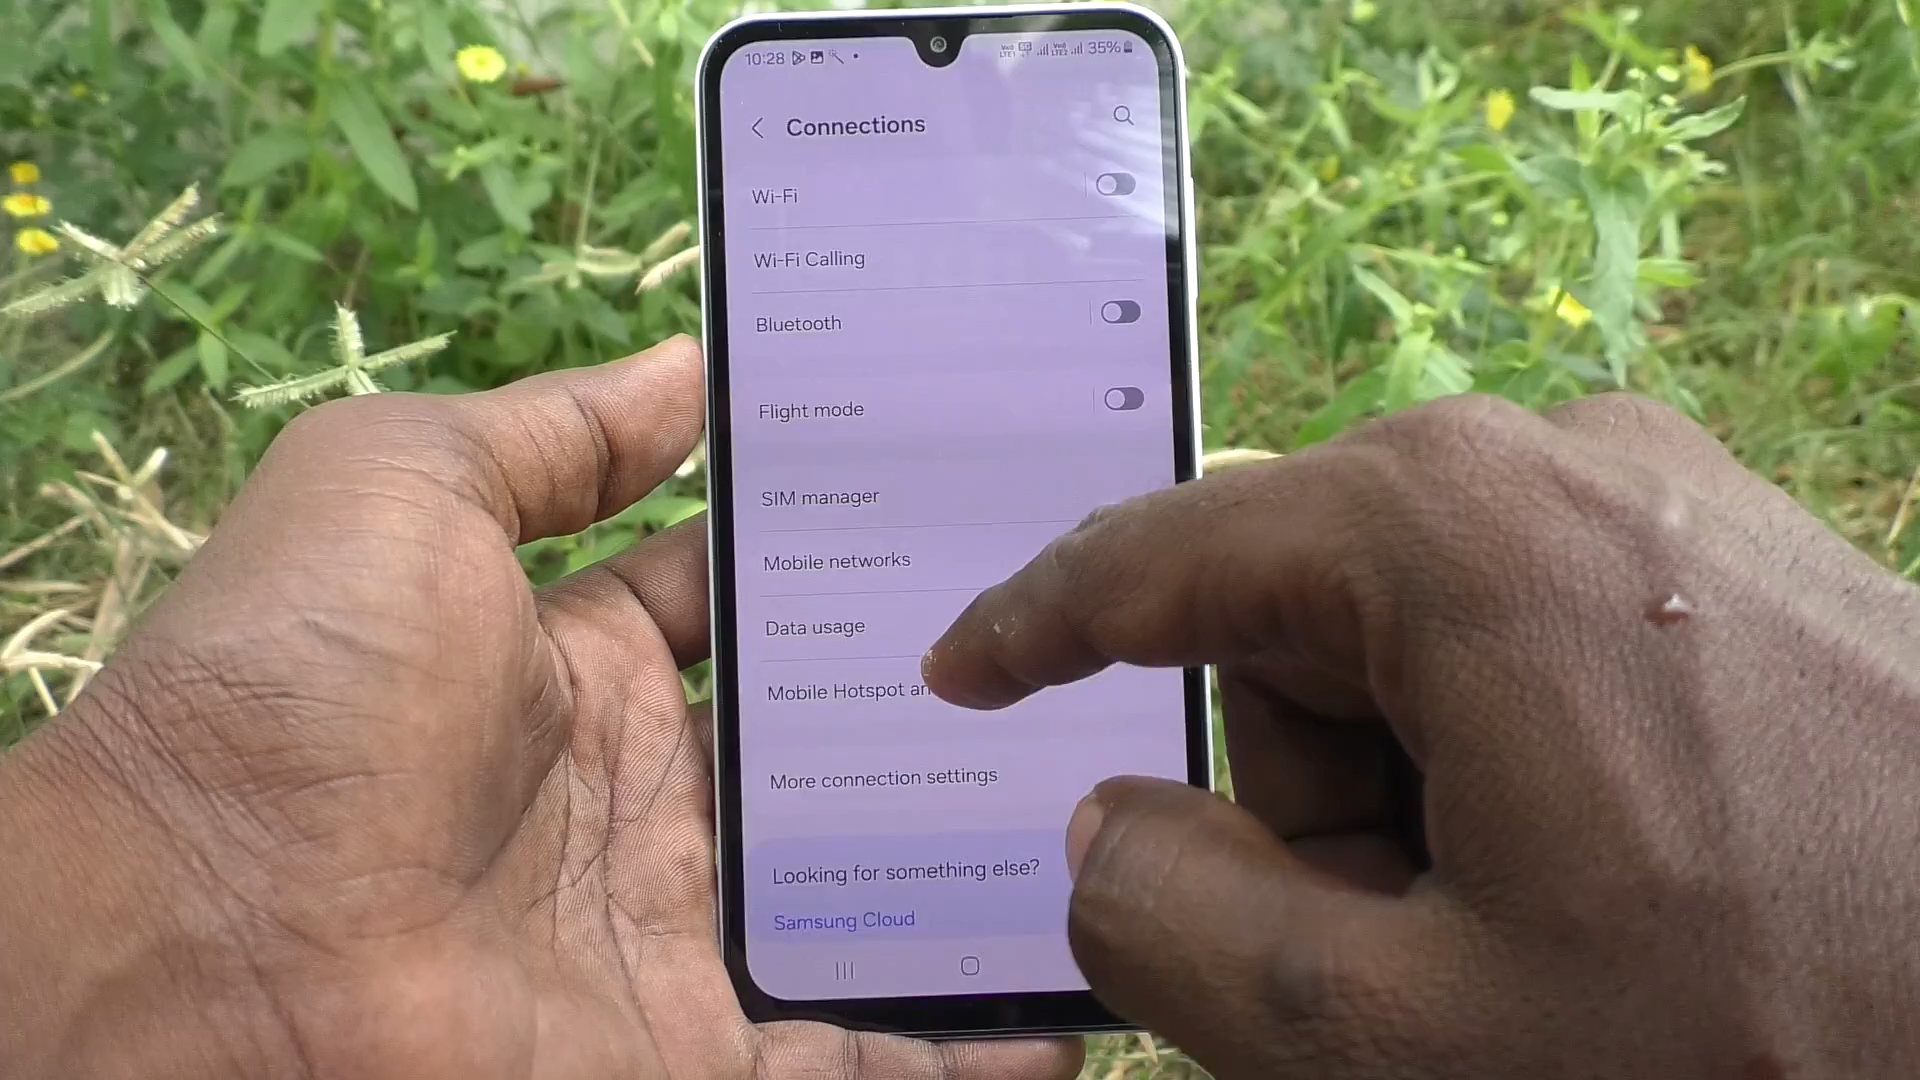 10:28 35%
Connections
Wi-Fi
Wi-Fi Calling
Bluetooth
Flight mode
SIM manager
Mobile networks
Data usage
Mobile Hotspot an
More connection settings
Looking for something else?
Samsung Cloud